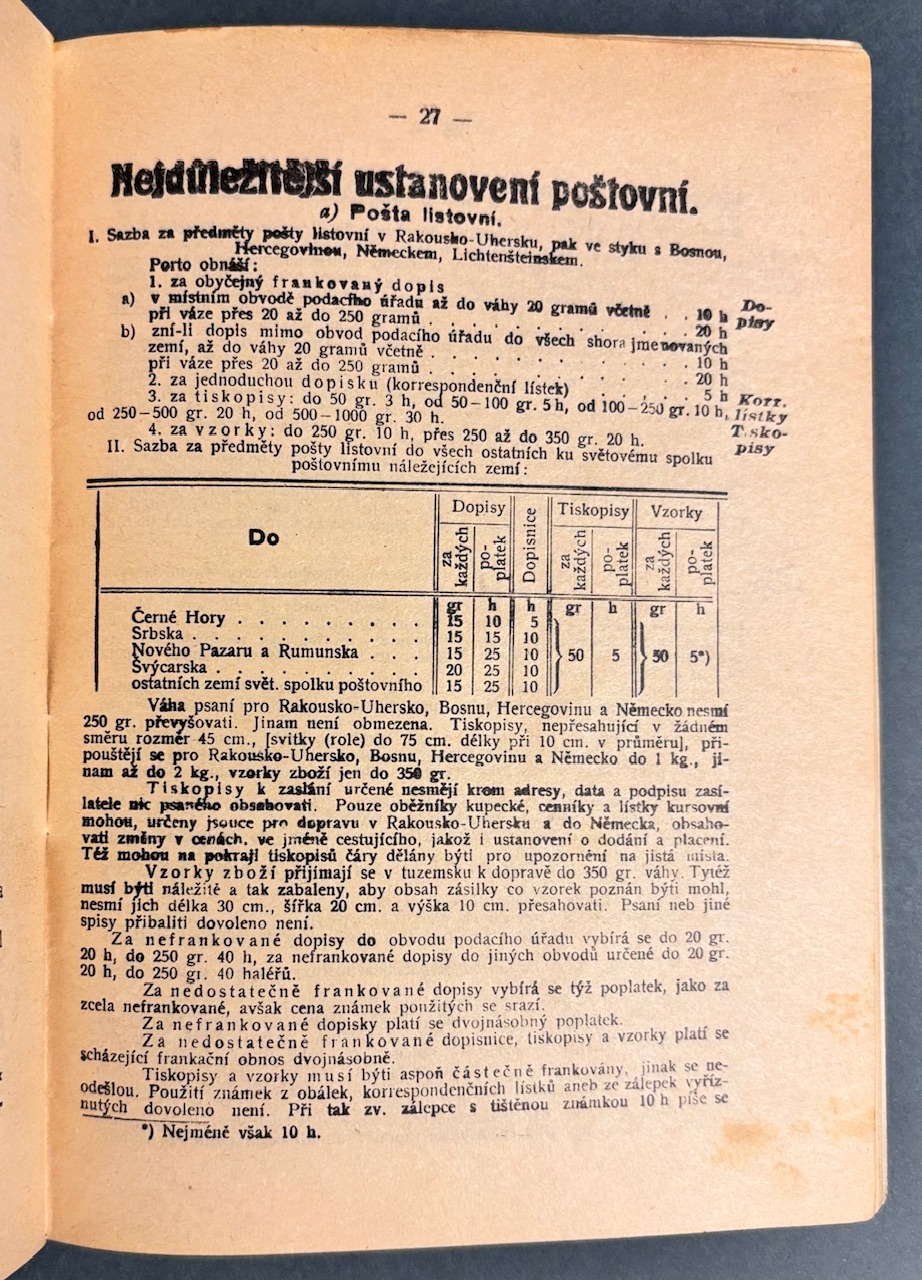 — 27 —
Nejdůležitější ustanovení poštovní.
a) Pošta listovní.
I. Sazba za předměty pošty listovní v Rakousko-Uhersku, pak ve styku s Bosnou,
Hercegovinou, Německem, Lichtenšteinskem.
Porto obnáší:
1. za obyčejný frankovaný dopis
a) v místním obvodě podacího úřadu až do váhy 20 gramů včetně . . 10 h
při váze přes 20 až do 250 gramů . . . . . . . . 20 h
Do-
pisy
b) zní-li dopis mimo obvod podacího úřadu do všech shora jmenovaných
zemí, až do váhy 20 gramů včetně . . . . . . . . 10 h
při váze přes 20 až do 250 gramů . . . . . . . . 20 h
2. za jednoduchou dopisku (korrespondenční lístek) . . . . . 5 h
3. za tiskopisy: do 50 gr. 3 h, od 50—100 gr. 5 h, od 100—250 gr. 10 h,
od 250—500 gr. 20 h, od 500—1000 gr. 30 h.
Korr.
lístky
4. za vzorky; do 250 gr. 10 h, přes 250 až do 350 gr. 20 h.
Tisko-
pisy
II. Sazba za předměty pošty listovní do všech ostatních ku světovému spolku
poštovnímu náležejících zemí:
Do | Dopisy | Dopisnice | Tiskopisy | Vzorky
za každých | po-platek | za každých | po-platek | za každých | po-platek
gr | h | h | gr | h | gr | h
Černé Hory . . . . . . . . . 15 | 10 | 5
Srbska . . . . . . . . . . . 15 | 15 | 10
Nového Pazaru a Rumunska . . . 15 | 25 | 10 | 50 | 5 | 50 | 5*)
Švýcarska . . . . . . . . . . 20 | 25 | 10
ostatních zemí svět. spolku poštovního 15 | 25 | 10
Váha psaní pro Rakousko-Uhersko, Bosnu, Hercegovinu a Německo nesmí
250 gr. převyšovati. Jinam není obmezena. Tiskopisy, nepřesahující v žádném
směru rozměr 45 cm., [svitky (role) do 75 cm. délky při 10 cm. v průměru], při-
pouštějí se pro Rakousko-Uhersko, Bosnu, Hercegovinu a Německo do 1 kg., ji-
nam až do 2 kg., vzorky zboží jen do 350 gr.
Tiskopisy k zaslání určené nesmějí krom adresy, data a podpisu zasí-
latele nic psaného obsahovati. Pouze oběžníky kupecké, cenníky a lístky kursovní
mohou, určeny jsouce pro dopravu v Rakousko-Uhersku a do Německa, obsaho-
vati změny v cenách, ve jméně cestujícího, jakož i ustanovení o dodání a placení.
Též mohou na pokraji tiskopisů čáry dělány býti pro upozornění na jistá místa.
Vzorky zboží přijímají se v tuzemsku k dopravě do 350 gr. váhy. Tytéž
musí býti náležitě a tak zabaleny, aby obsah zásilky co vzorek poznán býti mohl,
nesmí jich délka 30 cm., šířka 20 cm. a výška 10 cm. přesahovati. Psaní neb jiné
spisy přibaliti dovoleno není.
Za nefrankované dopisy do obvodu podacího úřadu vybírá se do 20 gr.
20 h, do 250 gr. 40 h, za nefrankované dopisy do jiných obvodů určené do 20 gr.
20 h, do 250 gr. 40 haléřů.
Za nedostatečně frankované dopisy vybírá se týž poplatek, jako za
zcela nefrankované, avšak cena známek použitých se srazí.
Za nefrankované dopisky platí se dvojnásobný poplatek.
Za nedostatečně frankované dopisnice, tiskopisy a vzorky platí se
scházející frankační obnos dvojnásobně.
Tiskopisy a vzorky musí býti aspoň částečně frankovány, jinak se ne-
odešlou. Použití známek z obálek, korrespondenčních lístků aneb ze zálepek vyříz-
nutých dovoleno není. Při tak zv. zálepce s tištěnou známkou 10 h píše se
*) Nejméně však 10 h.